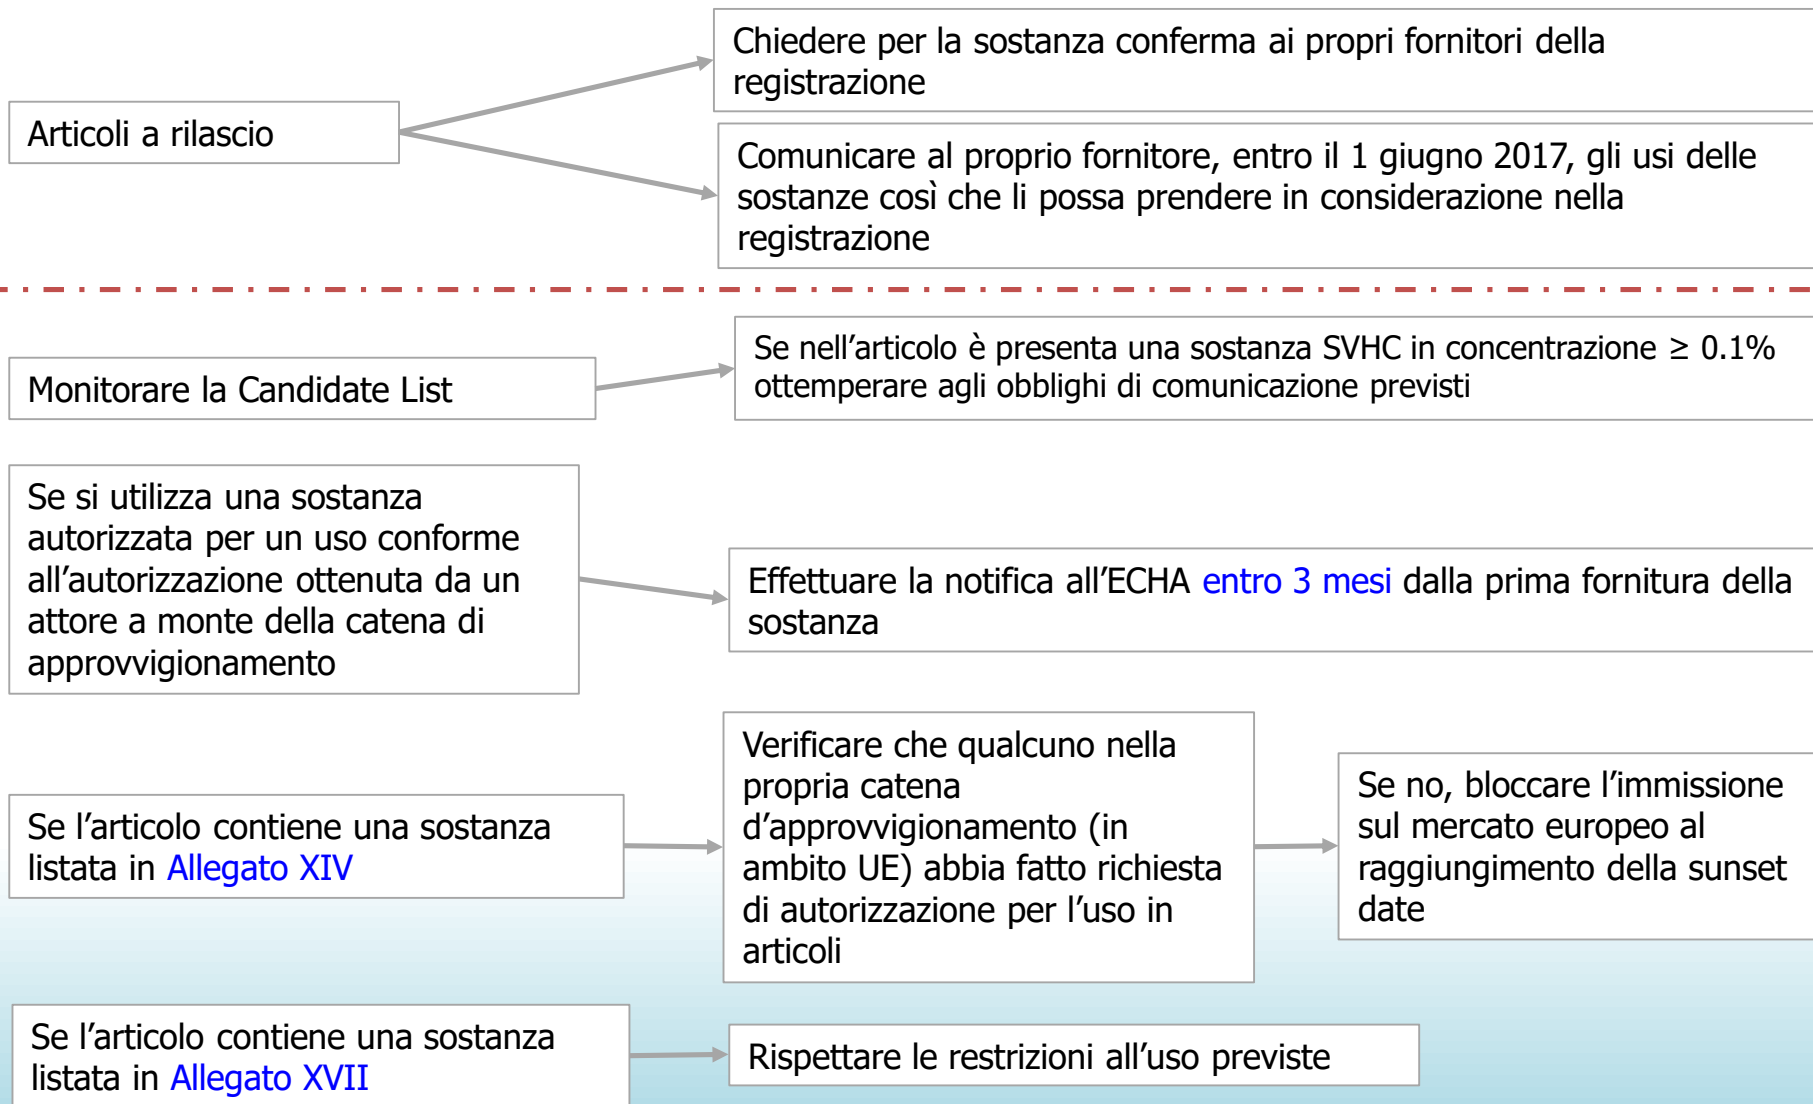 Chiedere per la sostanza conferma ai propri fornitori della
registrazione
Articoli a rilascio
Comunicare al proprio fornitore, entro il 1 giugno 2017, gli usi delle
sostanze così che li possa prendere in considerazione nella
registrazione
Monitorare la Candidate List
Se nell’articolo è presenta una sostanza SVHC in concentrazione ≥ 0.1%
ottemperare agli obblighi di comunicazione previsti
Se si utilizza una sostanza
autorizzata per un uso conforme
all’autorizzazione ottenuta da un
attore a monte della catena di
approvvigionamento
Effettuare la notifica all’ECHA entro 3 mesi dalla prima fornitura della
sostanza
Se l’articolo contiene una sostanza
listata in Allegato XIV
Verificare che qualcuno nella
propria catena
d’approvvigionamento (in
ambito UE) abbia fatto richiesta
di autorizzazione per l’uso in
articoli
Se no, bloccare l’immissione
sul mercato europeo al
raggiungimento della sunset
date
Se l’articolo contiene una sostanza
listata in Allegato XVII
Rispettare le restrizioni all’uso previste